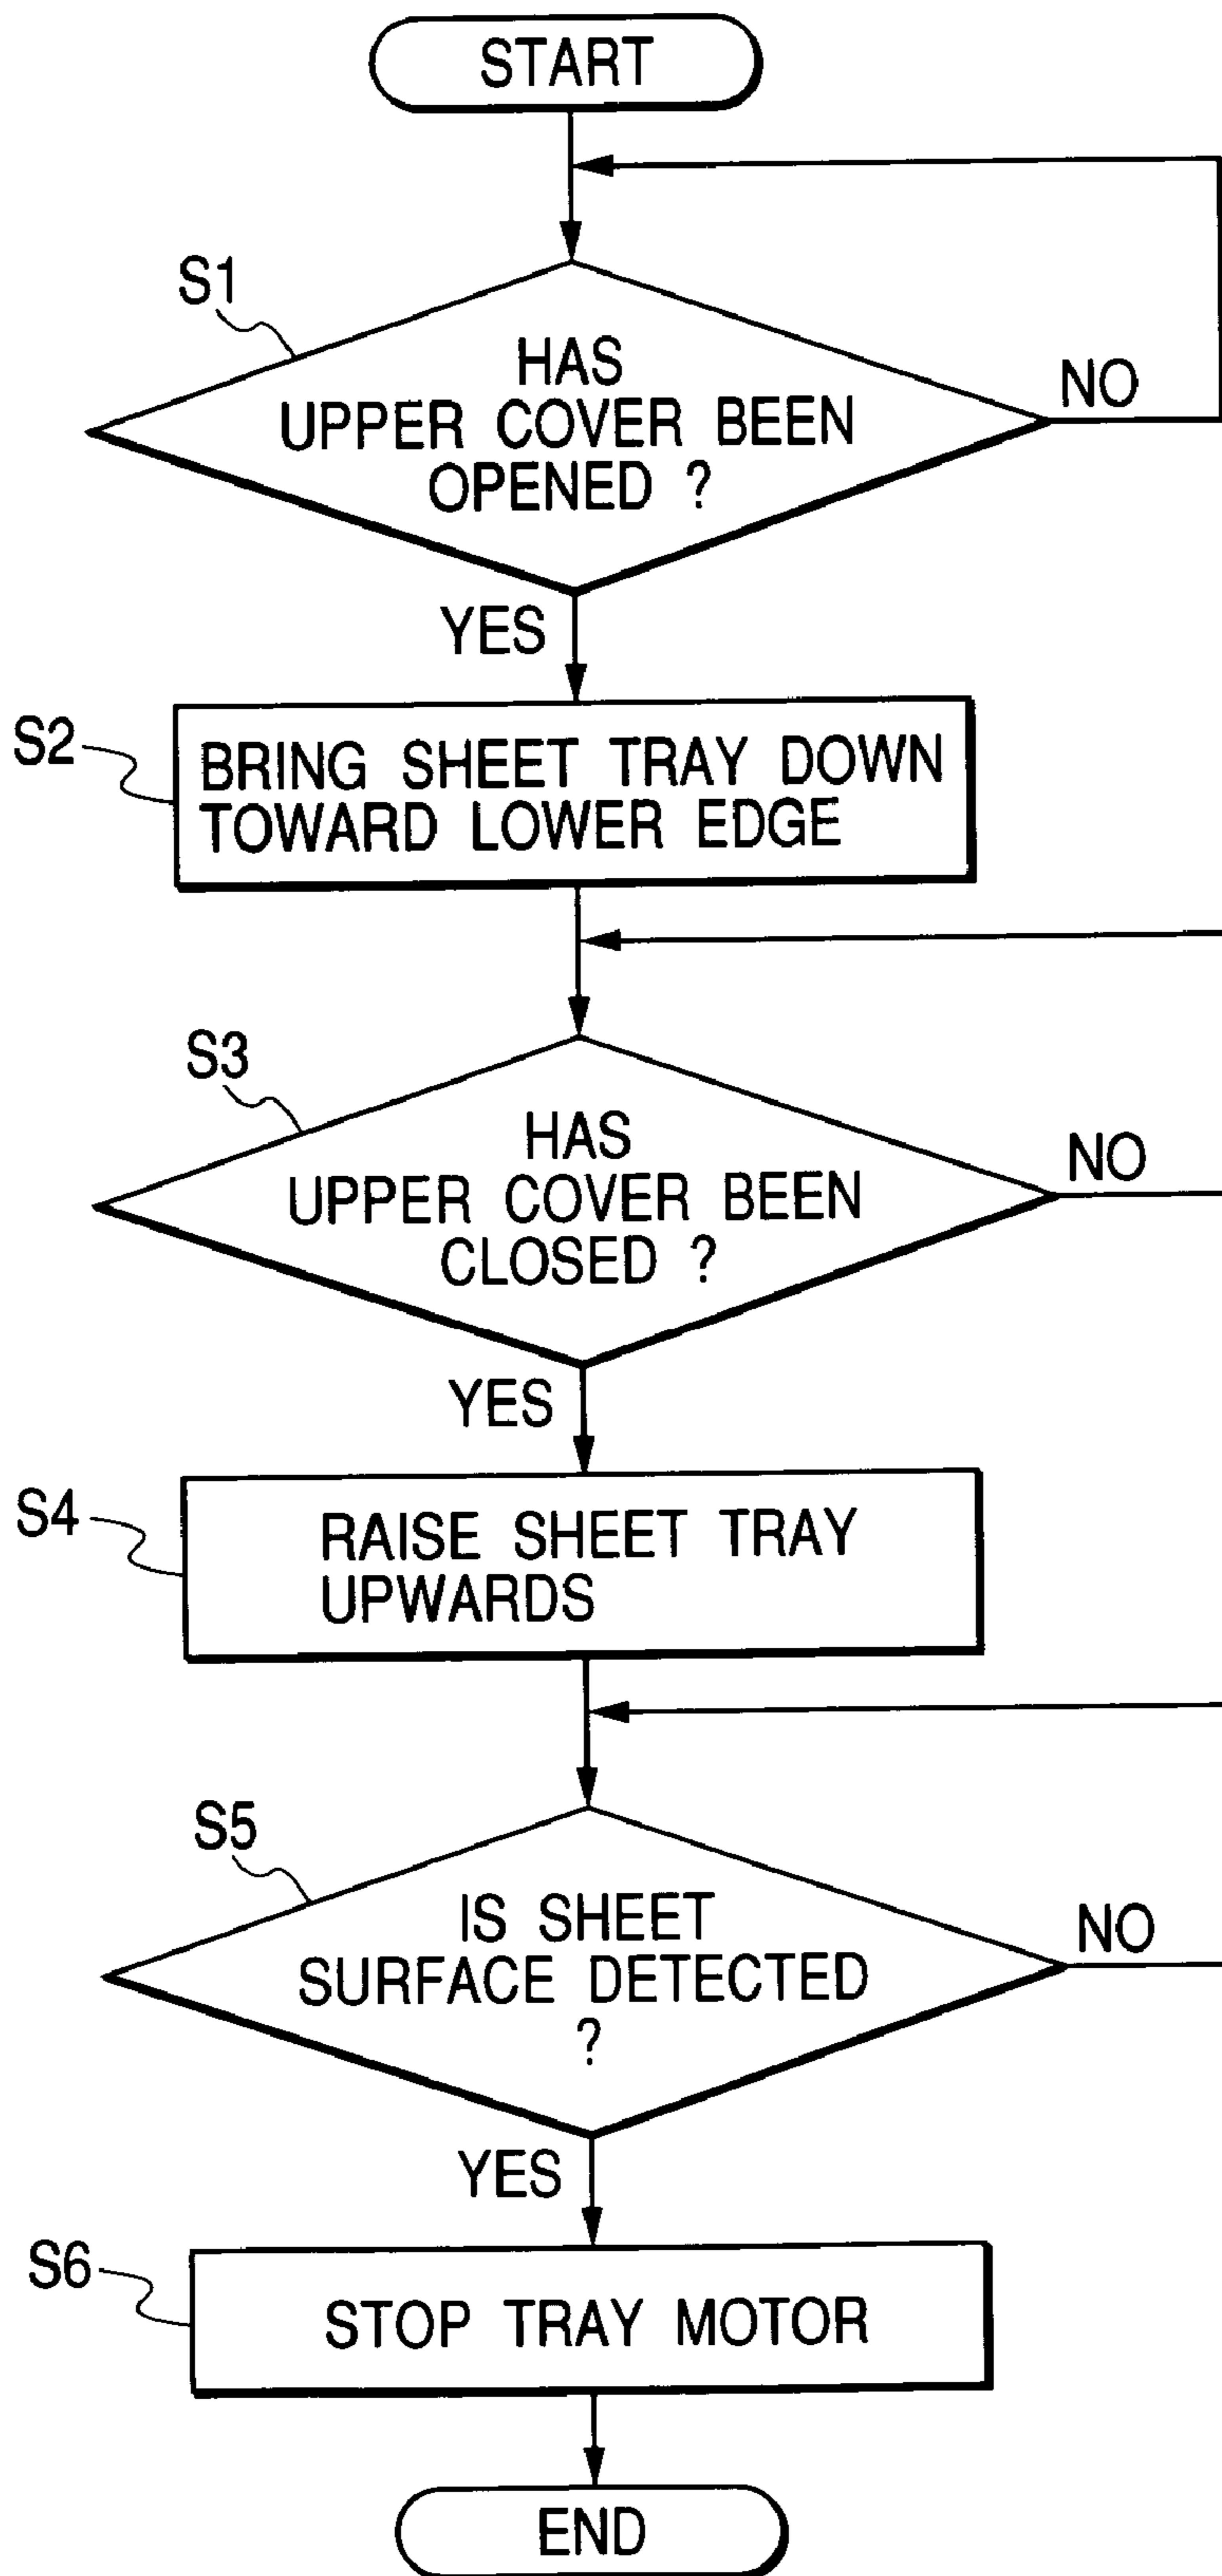 START
S1
HAS
UPPER COVER BEEN
OPENED ?
NO
YES
S2
BRING SHEET TRAY DOWN
TOWARD LOWER EDGE
S3
HAS
UPPER COVER BEEN
CLOSED ?
NO
YES
S4
RAISE SHEET TRAY
UPWARDS
S5
IS SHEET
SURFACE DETECTED
?
NO
YES
S6
STOP TRAY MOTOR
END